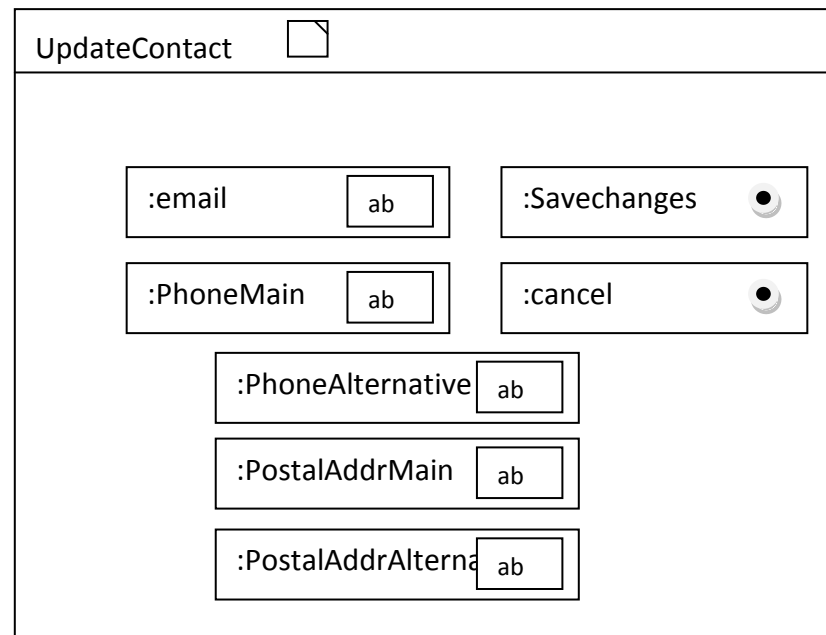 UpdateContact
:email ab
:Savechanges
:PhoneMain ab
:cancel
:PhoneAlternative ab
:PostalAddrMain ab
:PostalAddrAlterna ab